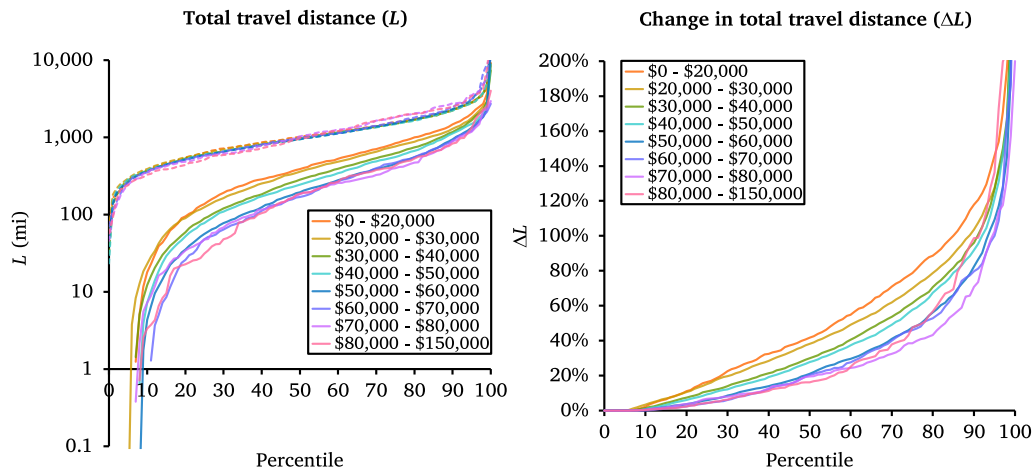 Total travel distance (L)
10,000
1,000
100
10
1
0.1
L (mi)
0 10 20 30 40 50 60 70 80 90 100
Percentile
$0 - $20,000
$20,000 - $30,000
$30,000 - $40,000
$40,000 - $50,000
$50,000 - $60,000
$60,000 - $70,000
$70,000 - $80,000
$80,000 - $150,000
Change in total travel distance (ΔL)
200%
180%
160%
140%
120%
100%
80%
60%
40%
20%
0%
ΔL
0 10 20 30 40 50 60 70 80 90 100
Percentile
$0 - $20,000
$20,000 - $30,000
$30,000 - $40,000
$40,000 - $50,000
$50,000 - $60,000
$60,000 - $70,000
$70,000 - $80,000
$80,000 - $150,000